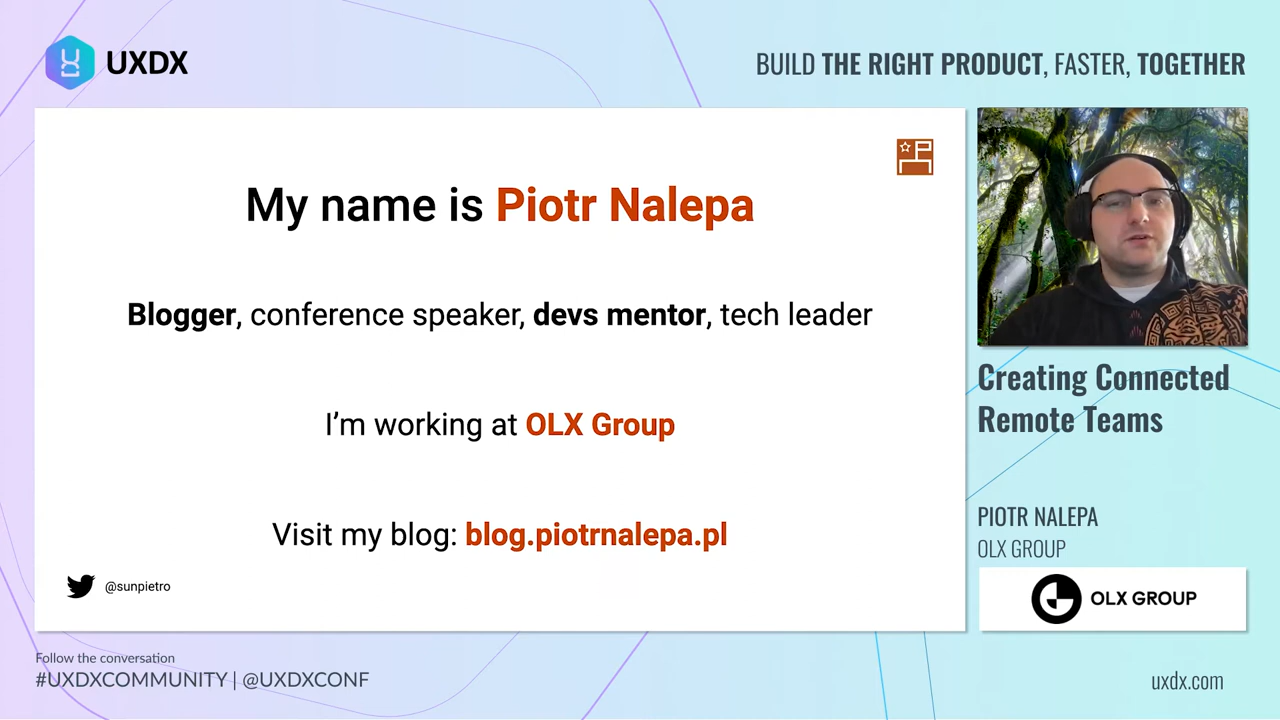 UXDX
BUILD THE RIGHT PRODUCT, FASTER, TOGETHER
My name is Piotr Nalepa
Blogger, conference speaker, devs mentor, tech leader
I’m working at OLX Group
Visit my blog: blog.piotrnalepa.pl
@sunpietro
Creating Connected
Remote Teams
PIOTR NALEPA
OLX GROUP
OLX GROUP
Follow the conversation
#UXDXCOMMUNITY | @UXDXCONF
uxdx.com